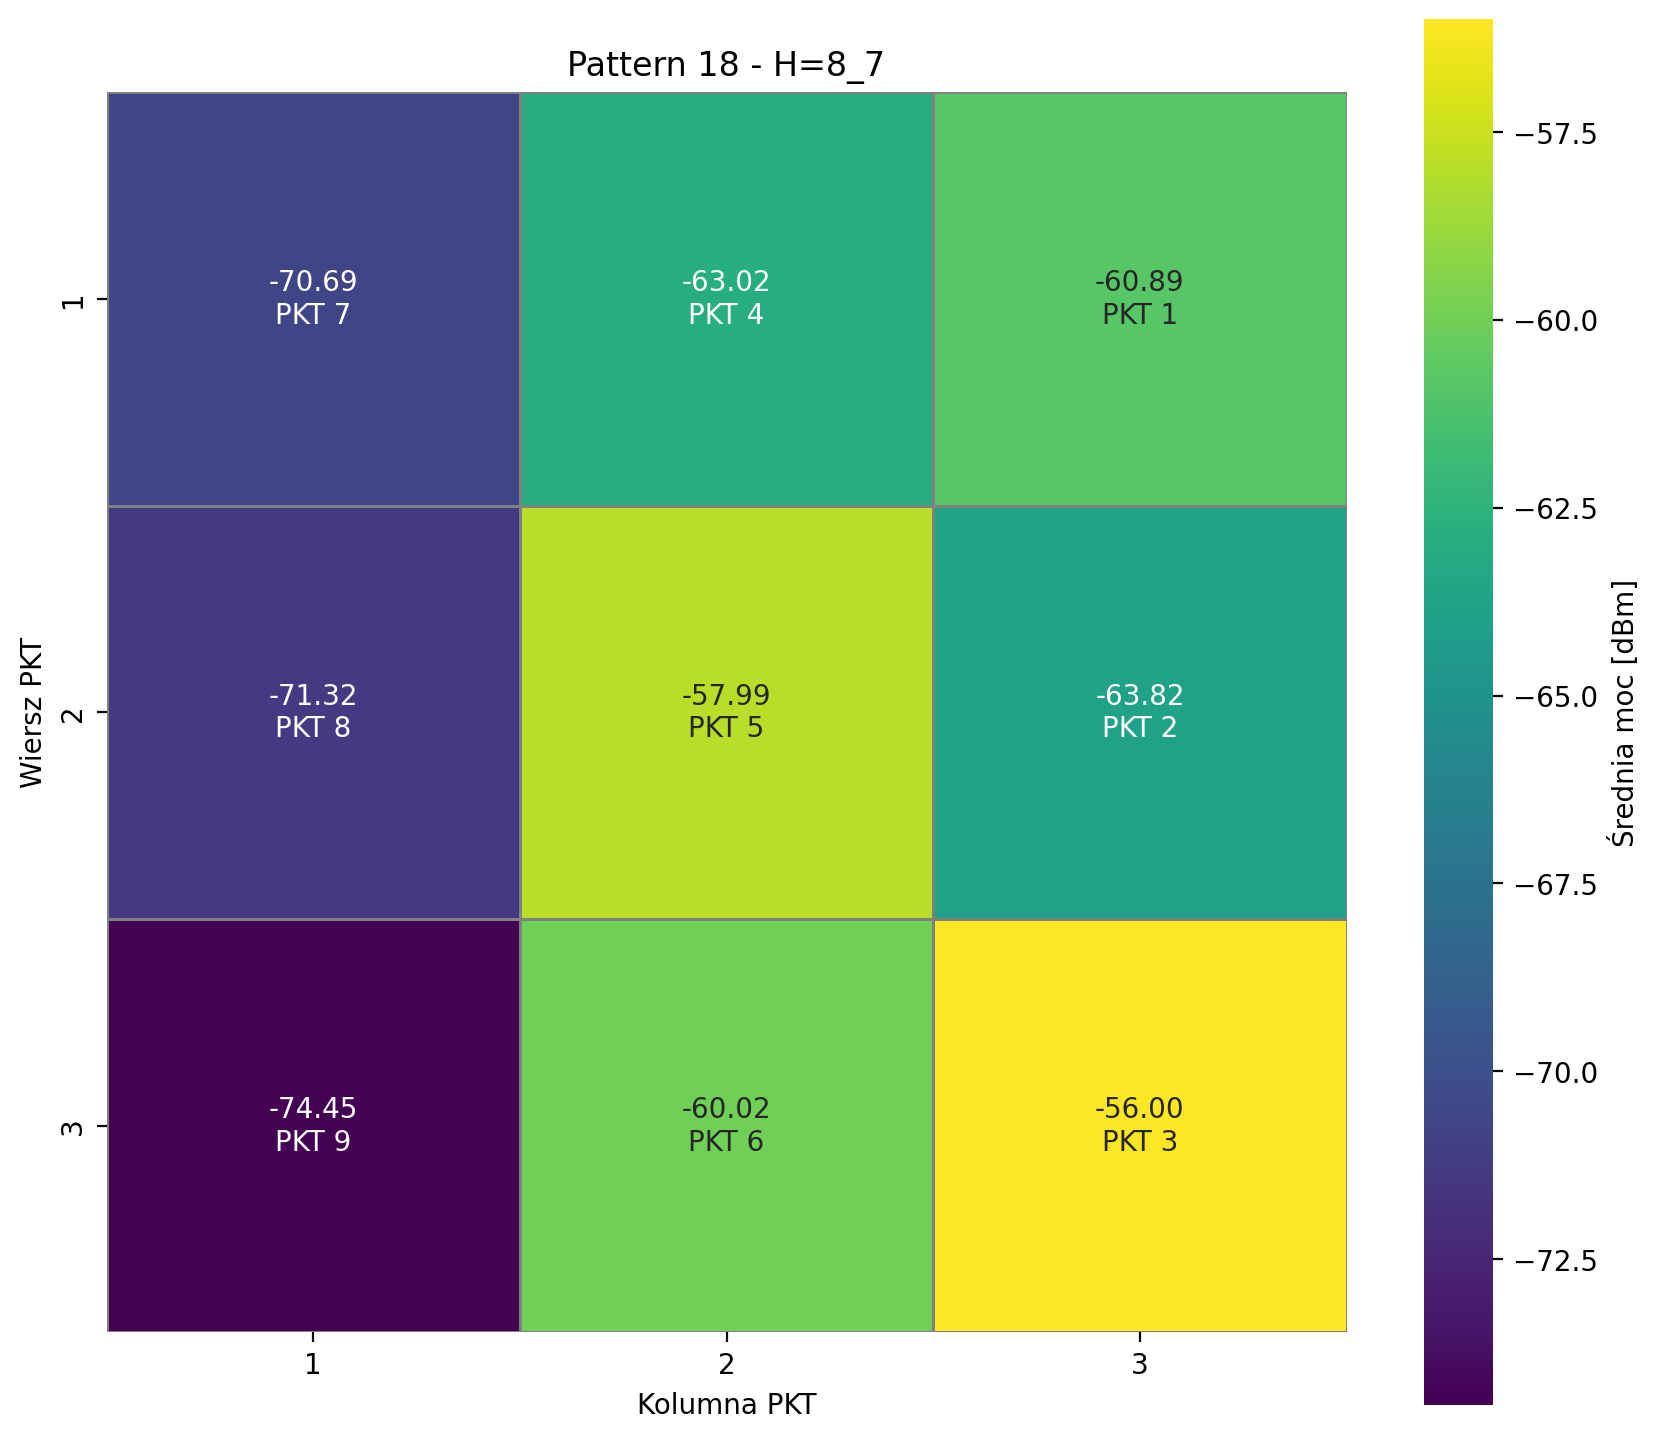 Pattern 18 - H=8_7
-70.69
PKT 7
-63.02
PKT 4
-60.89
PKT 1
-71.32
PKT 8
-57.99
PKT 5
-63.82
PKT 2
-74.45
PKT 9
-60.02
PKT 6
-56.00
PKT 3
1
2
3
Wiersz PKT
1
2
3
Kolumna PKT
−57.5
−60.0
−62.5
−65.0
−67.5
−70.0
−72.5
Średnia moc [dBm]